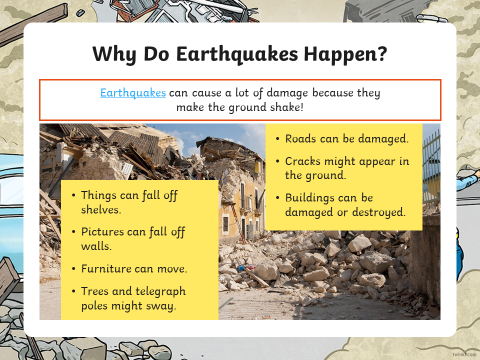 Why Do Earthquakes Happen?
Earthquakes can cause a lot of damage because they
make the ground shake!
• Things can fall off
shelves.
• Pictures can fall off
walls.
• Furniture can move.
• Trees and telegraph
poles might sway.
• Roads can be damaged.
• Cracks might appear in
the ground.
• Buildings can be
damaged or destroyed.